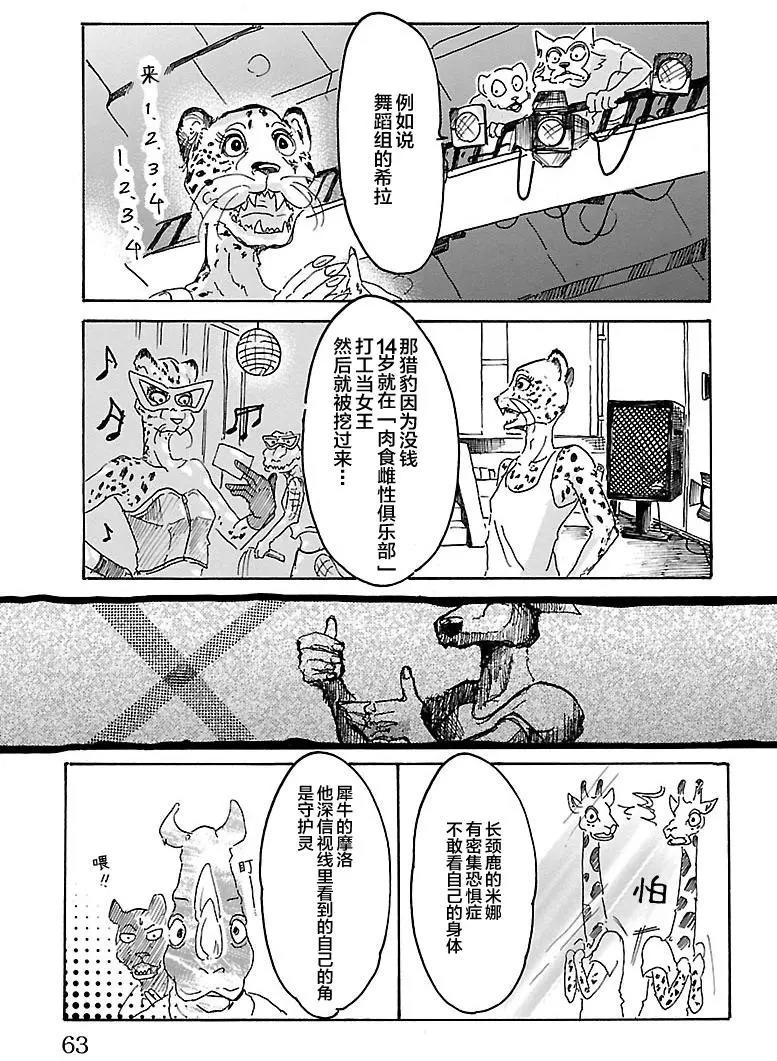 例如说
舞蹈组的希拉
来
1、2、3、4
1、2、3、4
那猎豹因为没钱
14岁就在「肉食雌性俱乐部」
打工当女王
然后就被挖过来…
长颈鹿的米娜
有密集恐惧症
不敢看自己的身体
怕
犀牛的摩洛
他深信视线里看到的自己的角
是守护灵
盯
喂!!
63